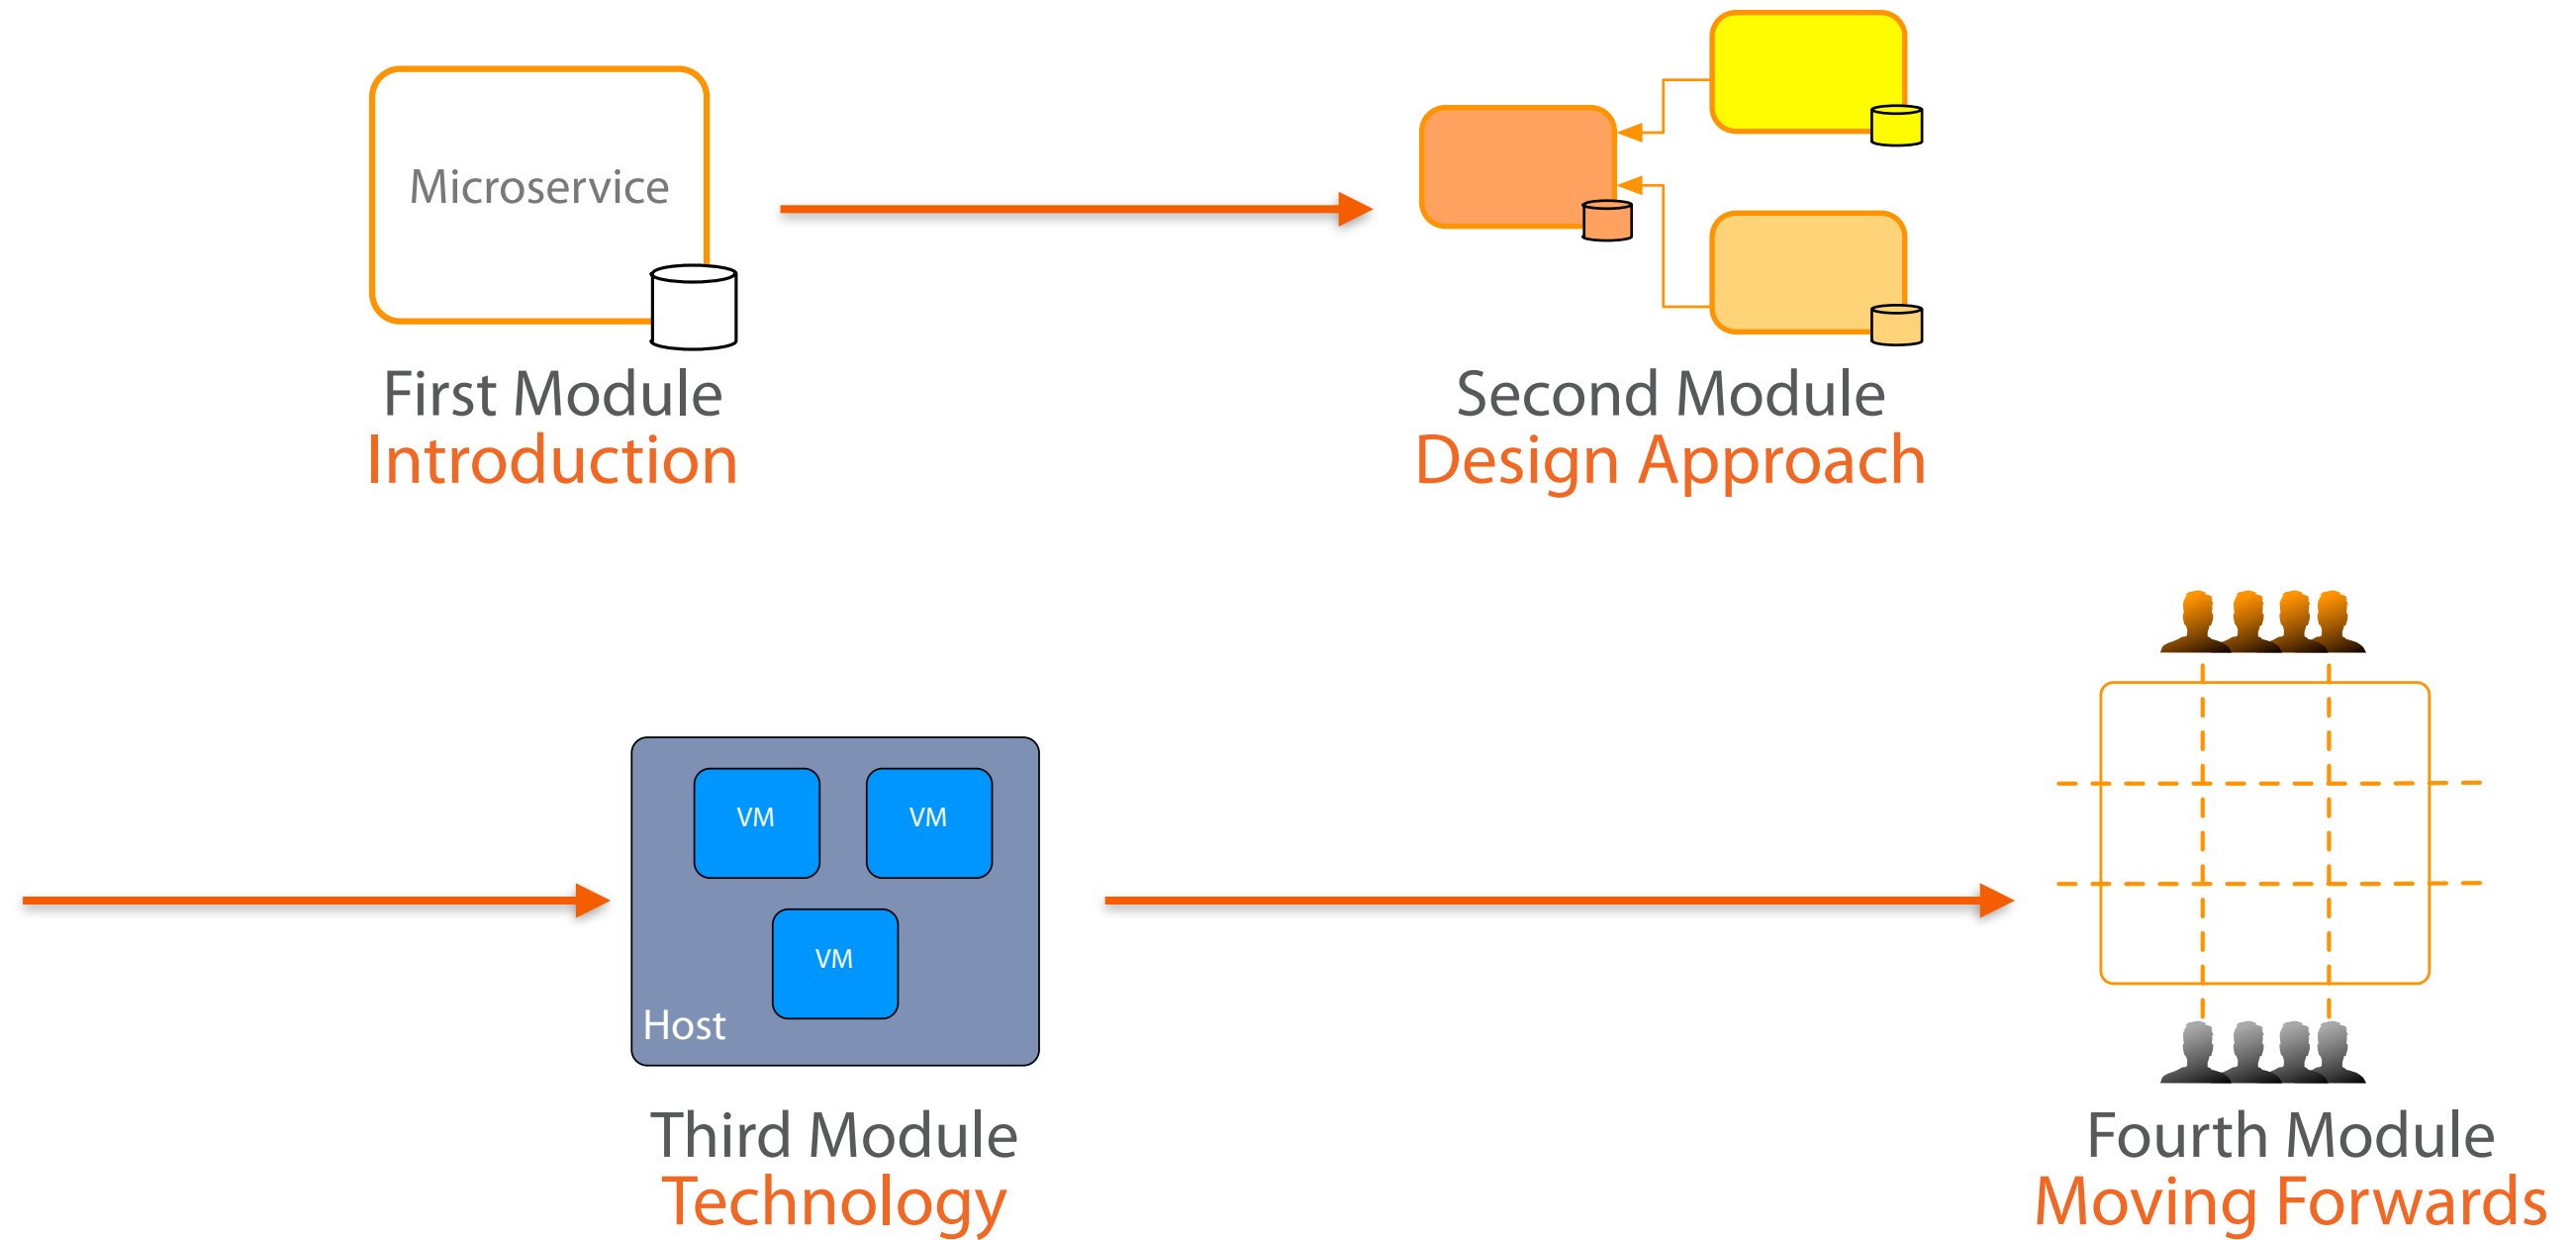 Microservice
First Module
Introduction
Second Module
Design Approach
VM
VM
VM
Host
Third Module
Technology
Fourth Module
Moving Forwards